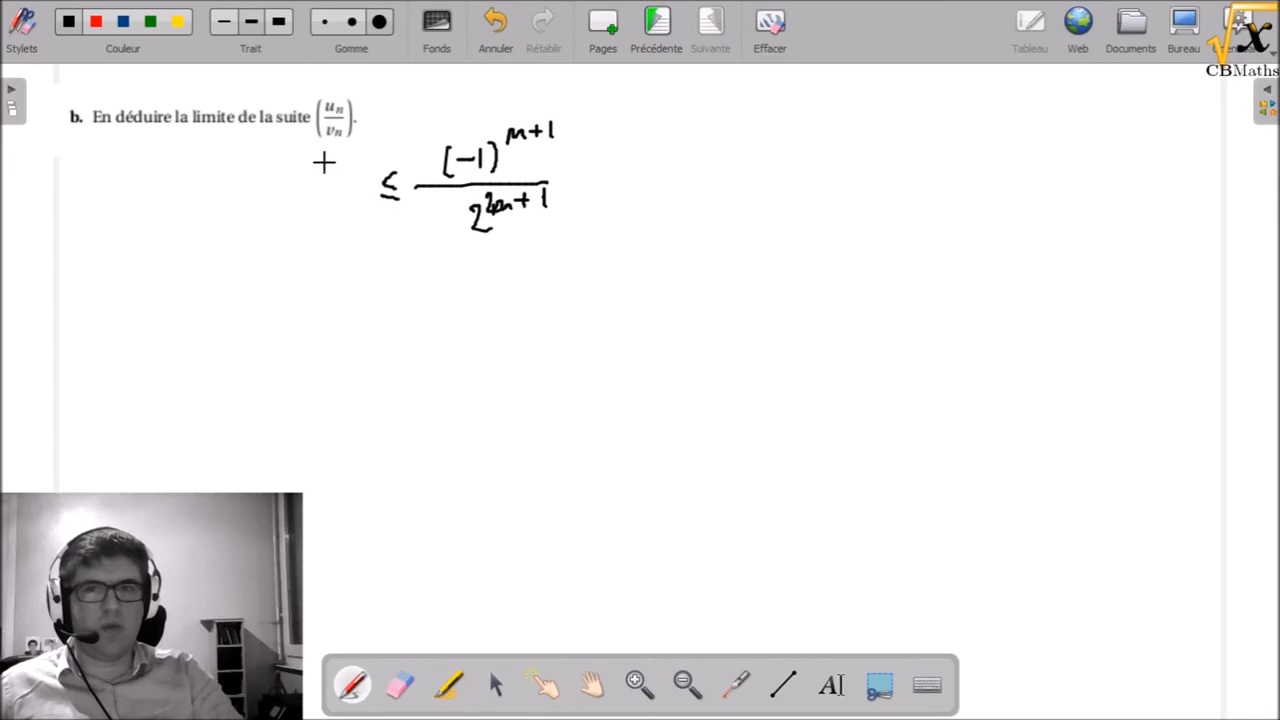 Stylets Couleur Trait Gomme Fonds Annuler Rétablir Pages Précédente Suivante Effacer Tableau Web Documents Bureau
√x
CBMaths
b. En déduire la limite de la suite (uₙ/vₙ).
≤ (-1)^(n+1) / 2^(2n+1)
AI